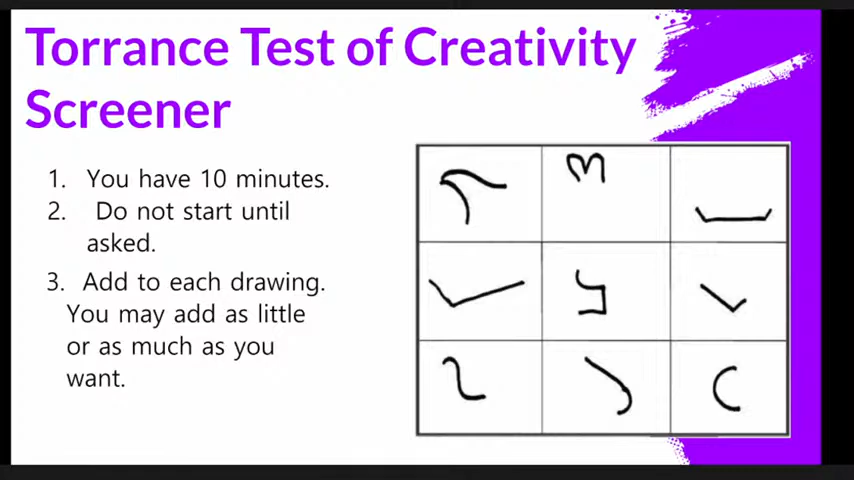 Torrance Test of Creativity
Screener
1. You have 10 minutes.
2. Do not start until
asked.
3. Add to each drawing.
You may add as little
or as much as you
want.